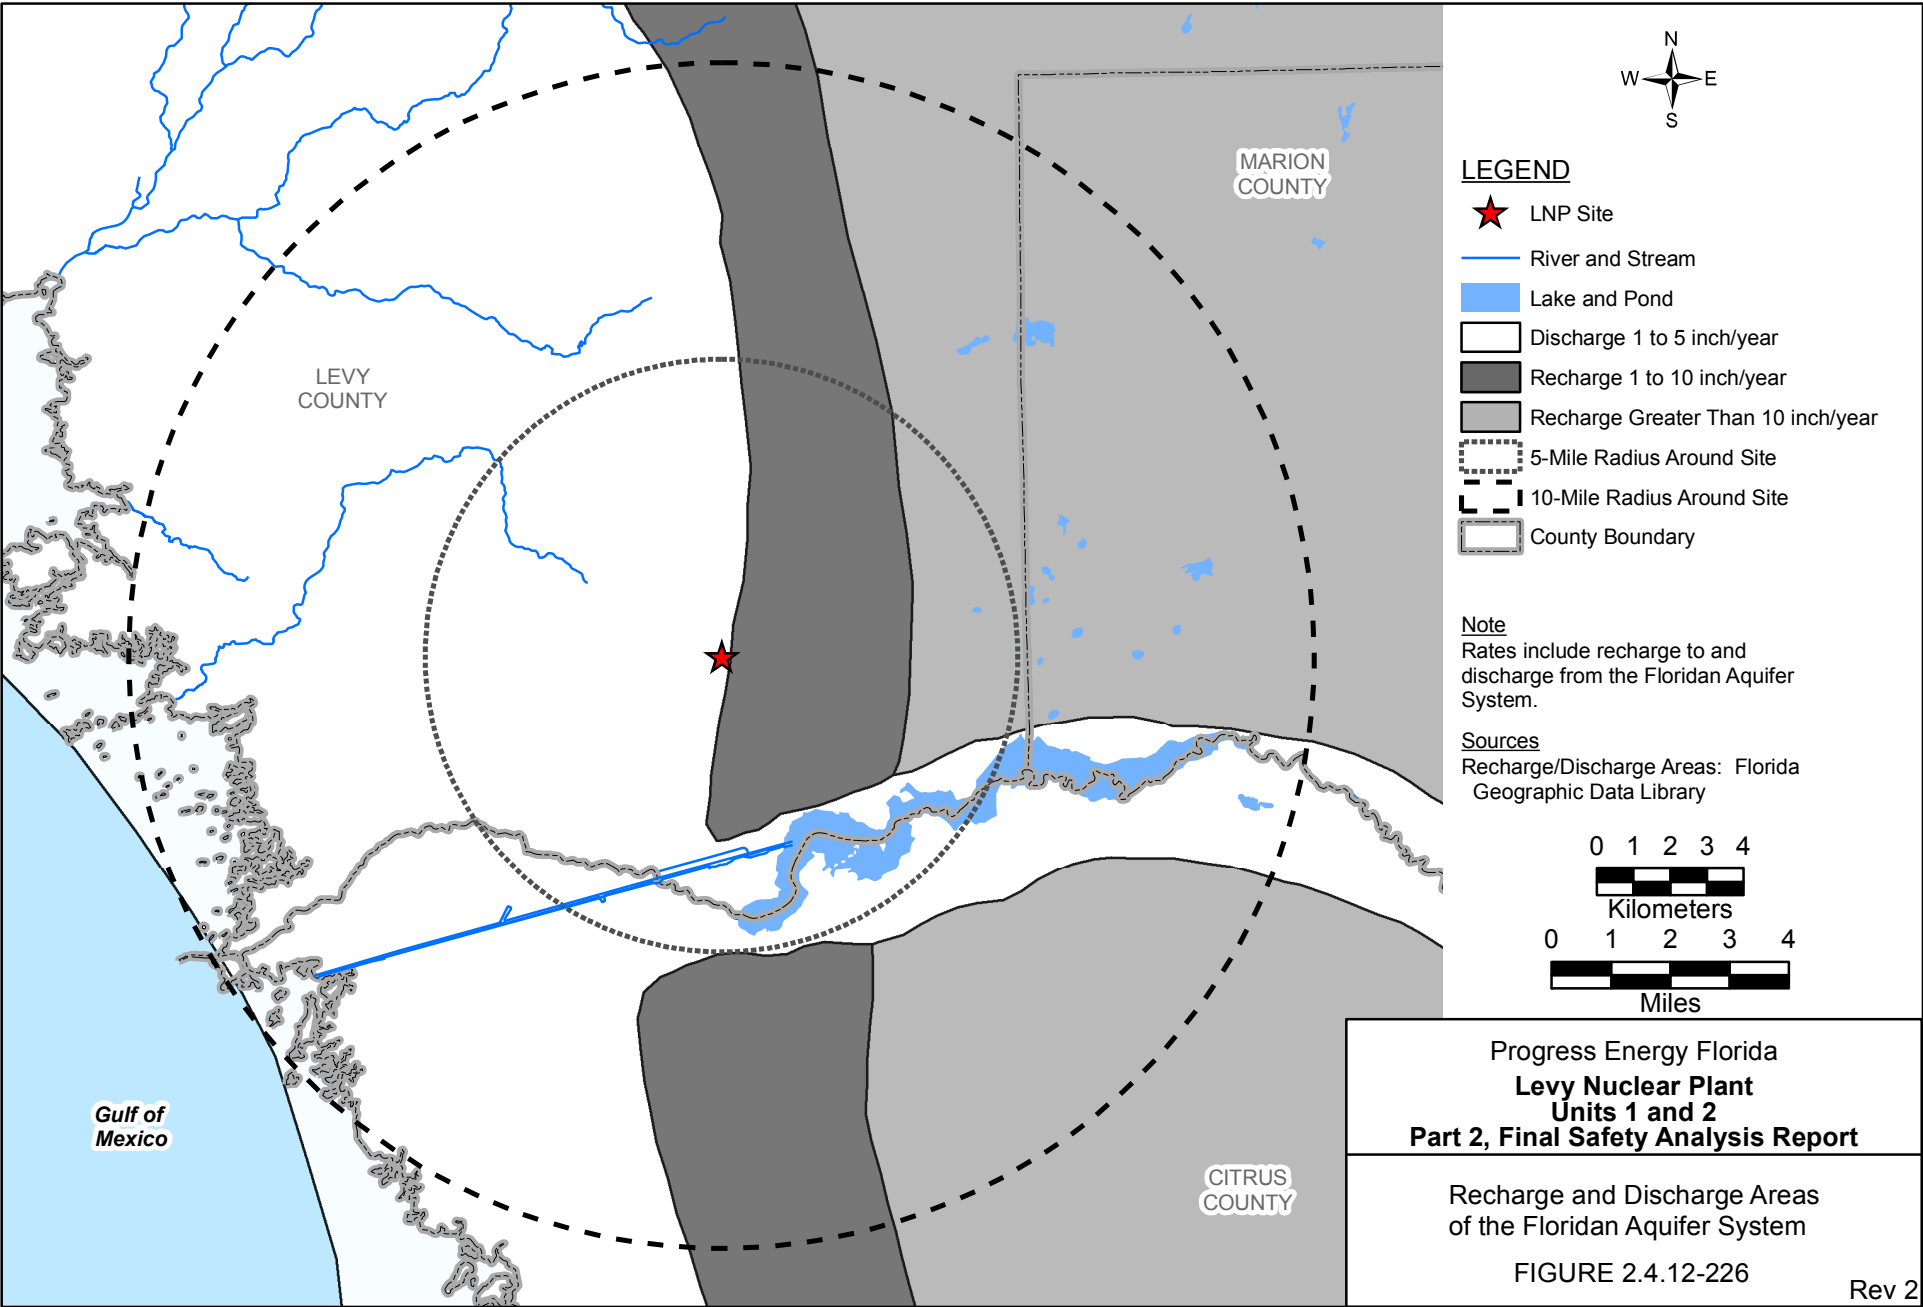 N
W E
S
MARION
COUNTY
LEVY
COUNTY
Gulf of
Mexico
CITRUS
COUNTY
LEGEND
LNP Site
River and Stream
Lake and Pond
Discharge 1 to 5 inch/year
Recharge 1 to 10 inch/year
Recharge Greater Than 10 inch/year
5-Mile Radius Around Site
10-Mile Radius Around Site
County Boundary
Note
Rates include recharge to and
discharge from the Floridan Aquifer
System.
Sources
Recharge/Discharge Areas: Florida
Geographic Data Library
0 1 2 3 4
Kilometers
0 1 2 3 4
Miles
Progress Energy Florida
Levy Nuclear Plant
Units 1 and 2
Part 2, Final Safety Analysis Report
Recharge and Discharge Areas
of the Floridan Aquifer System
FIGURE 2.4.12-226
Rev 2